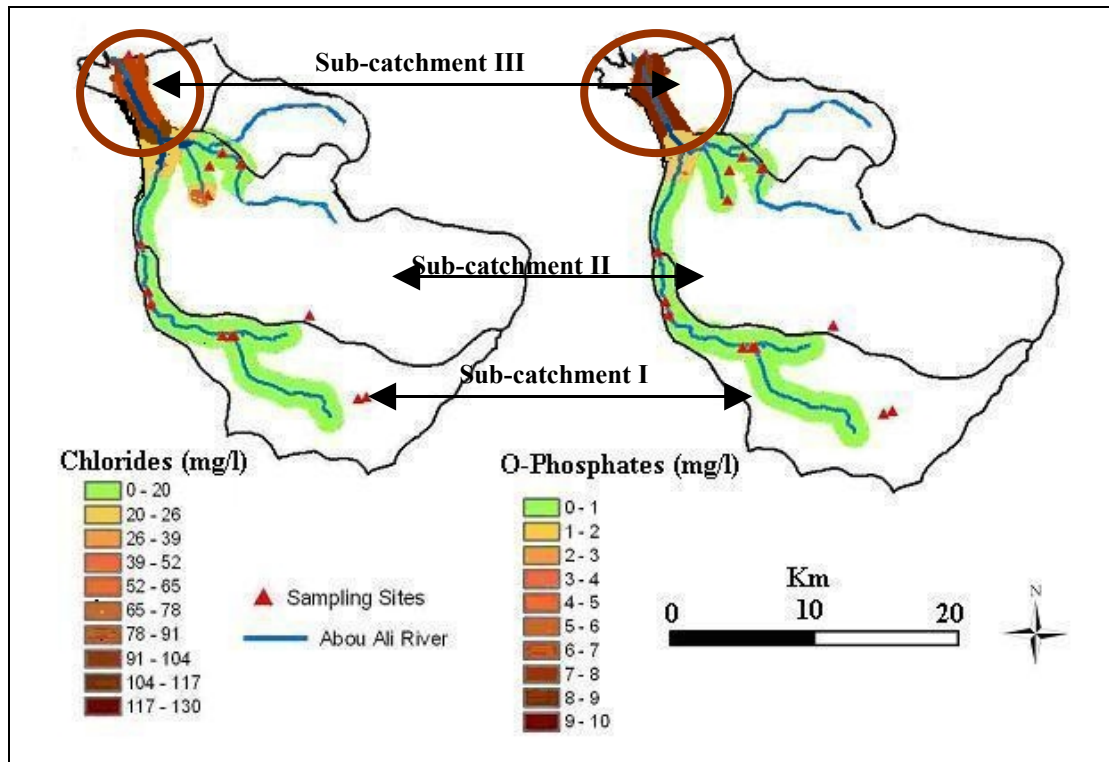 Sub-catchment III
Sub-catchment II
Sub-catchment I
Chlorides (mg/l)
0 - 20
20 - 26
26 - 39
39 - 52
52 - 65
65 - 78
78 - 91
91 - 104
104 - 117
117 - 130
Sampling Sites
Abou Ali River
O-Phosphates (mg/l)
0 - 1
1 - 2
2 - 3
3 - 4
4 - 5
5 - 6
6 - 7
7 - 8
8 - 9
9 - 10
Km
0 10 20
N